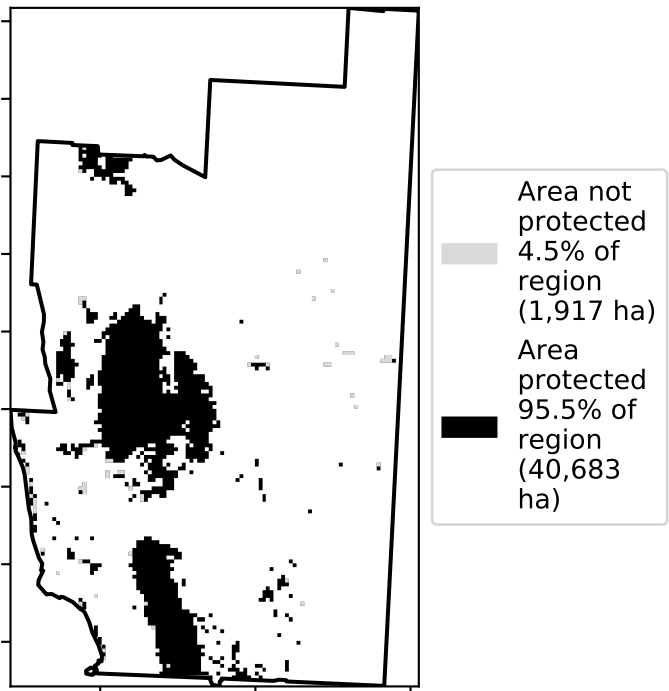 Area not
protected
4.5% of
region
(1,917 ha)
Area
protected
95.5% of
region
(40,683
ha)